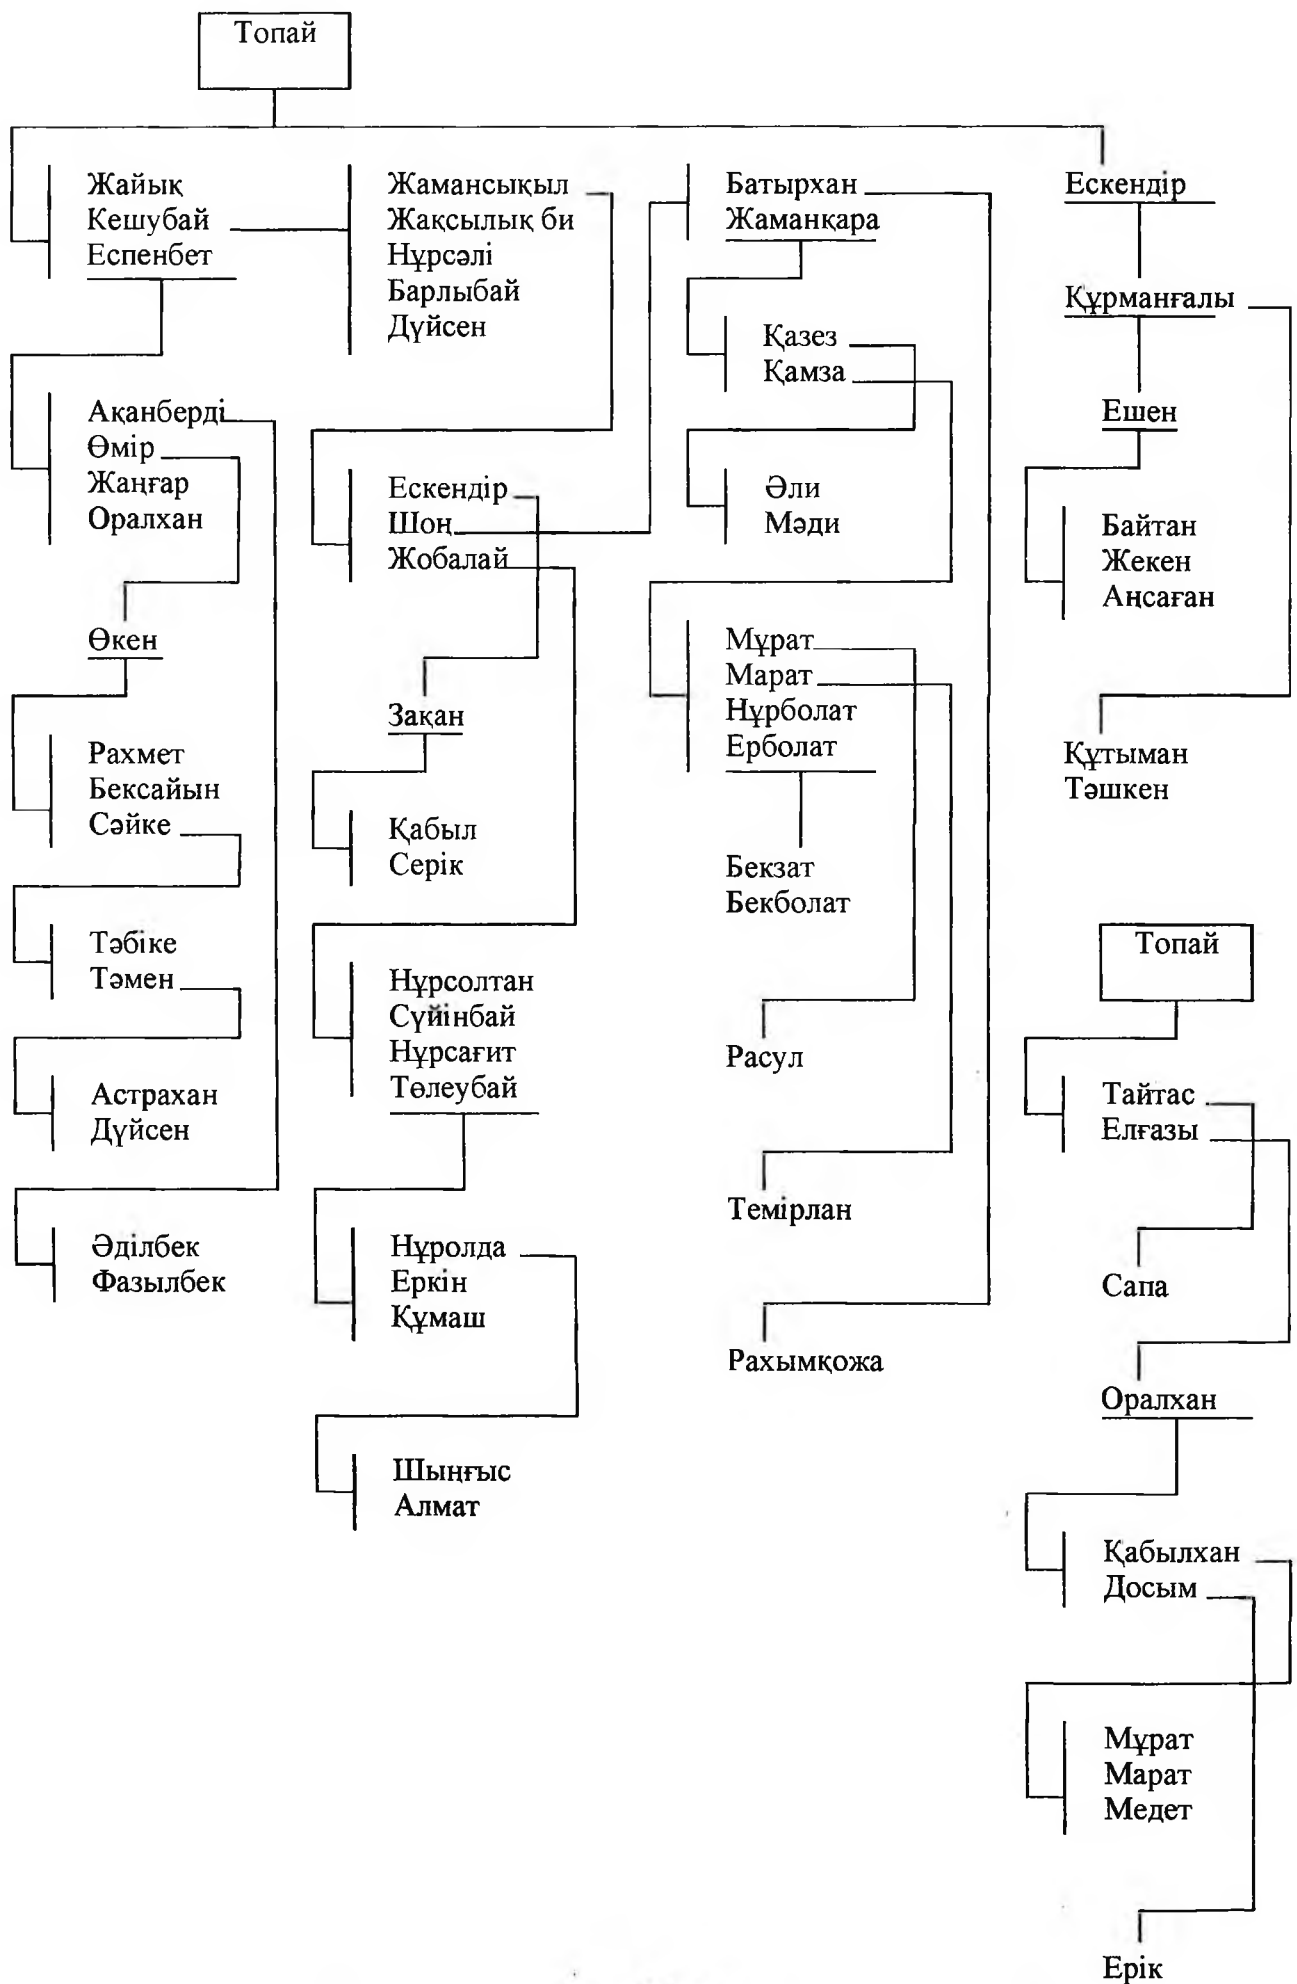 Топай
Жайық
Кешубай
Еспенбет
Ақанберді
Өмір
Жаңғар
Оралхан
Өкен
Рахмет
Бексайын
Сәйке
Тәбіке
Тәмен
Астрахан
Дүйсен
Әділбек
Фазылбек
Жамансықыл
Жақсылық би
Нұрсәлі
Барлыбай
Дүйсен
Ескендір
Шоң
Жобалай
Зақан
Қабыл
Серік
Нұрсолтан
Сүйінбай
Нұрсағит
Төлеубай
Нұролда
Еркін
Құмаш
Шыңғыс
Алмат
Батырхан
Жаманқара
Қазез
Қамза
Әли
Мәди
Мұрат
Марат
Нұрболат
Ерболат
Бекзат
Бекболат
Расул
Темірлан
Рахымқожа
Ескендір
Құрманғалы
Ешен
Байтан
Жекен
Аңсаған
Құтыман
Тәшкен
Топай
Тайтас
Елғазы
Сапа
Оралхан
Қабылхан
Досым
Мұрат
Марат
Медет
Ерік